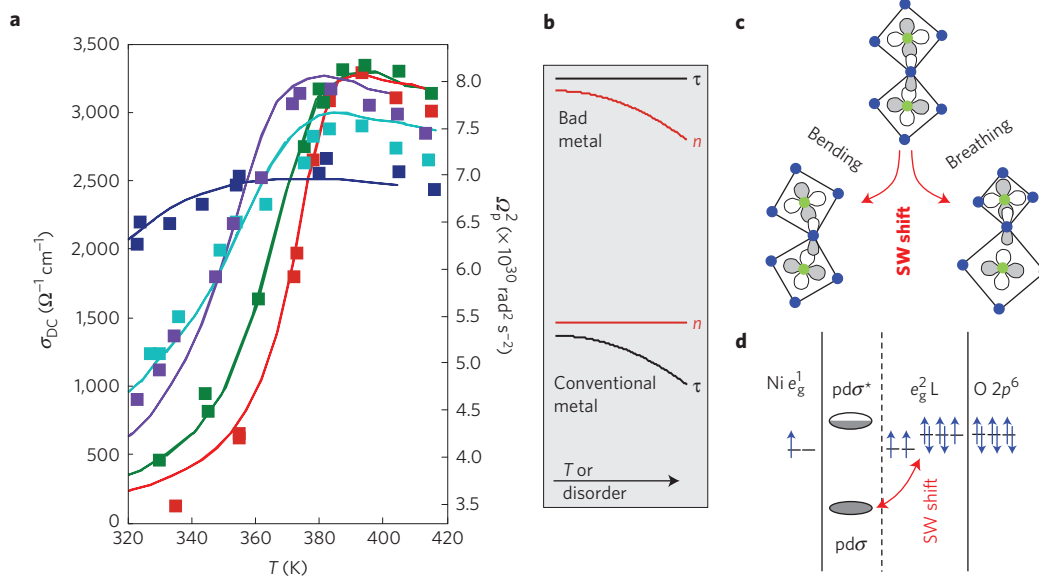 a
3,500
3,000
2,500
2,000
1,500
1,000
500
0
σDC (Ω−1 cm−1)
320
340
360
380
400
420
440
T (K)
8.0
7.5
7.0
6.5
6.0
5.5
5.0
4.5
4.0
3.5
Ωp2 (×1030 rad2 s−2)
b
τ
Bad
metal
n
n
Conventional
metal
τ
T or
disorder
c
Bending
Breathing
SW shift
d
Ni eg1
pdσ*
eg2 L
O 2p6
SW shift
pdσ